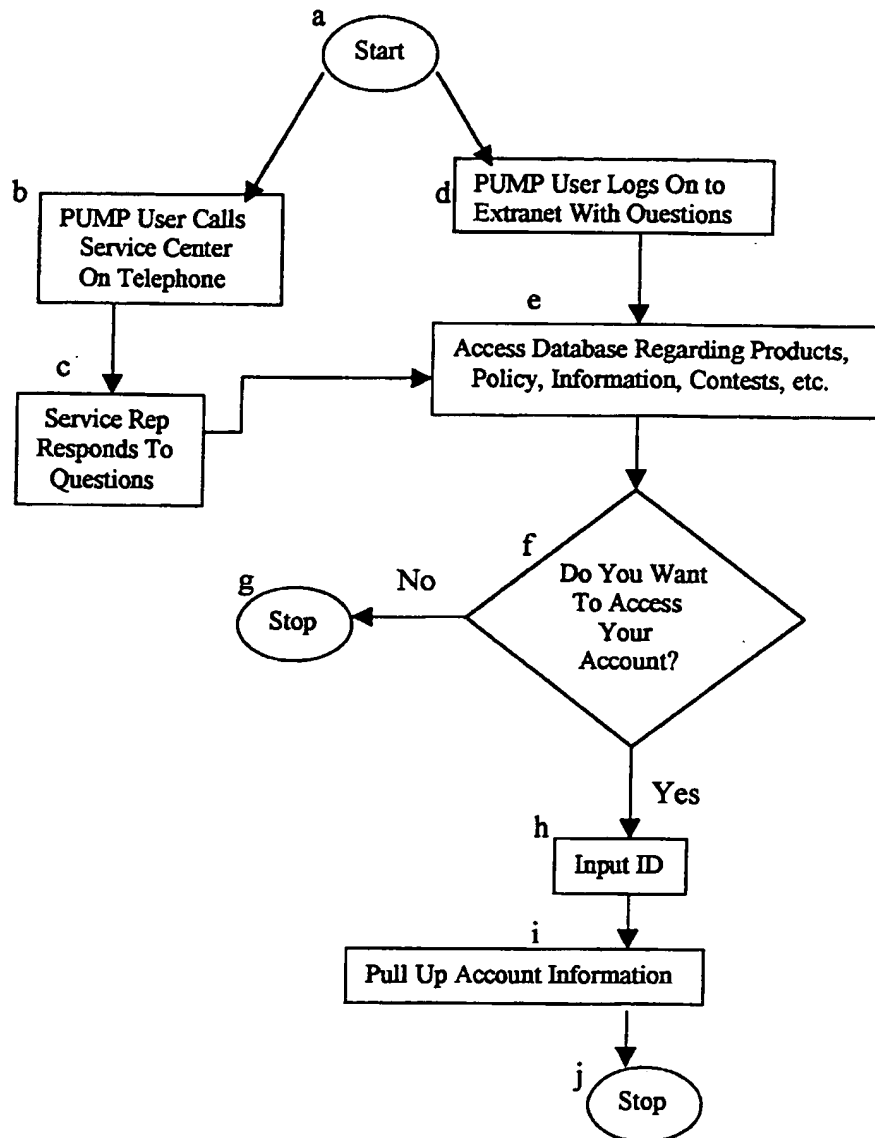 a
Start
b
PUMP User Calls
Service Center
On Telephone
d
PUMP User Logs On to
Extranet With Ouestions
c
Service Rep
Responds To
Questions
e
Access Database Regarding Products,
Policy, Information, Contests, etc.
f
Do You Want
To Access
Your
Account?
No
g
Stop
Yes
h
Input ID
i
Pull Up Account Information
j
Stop